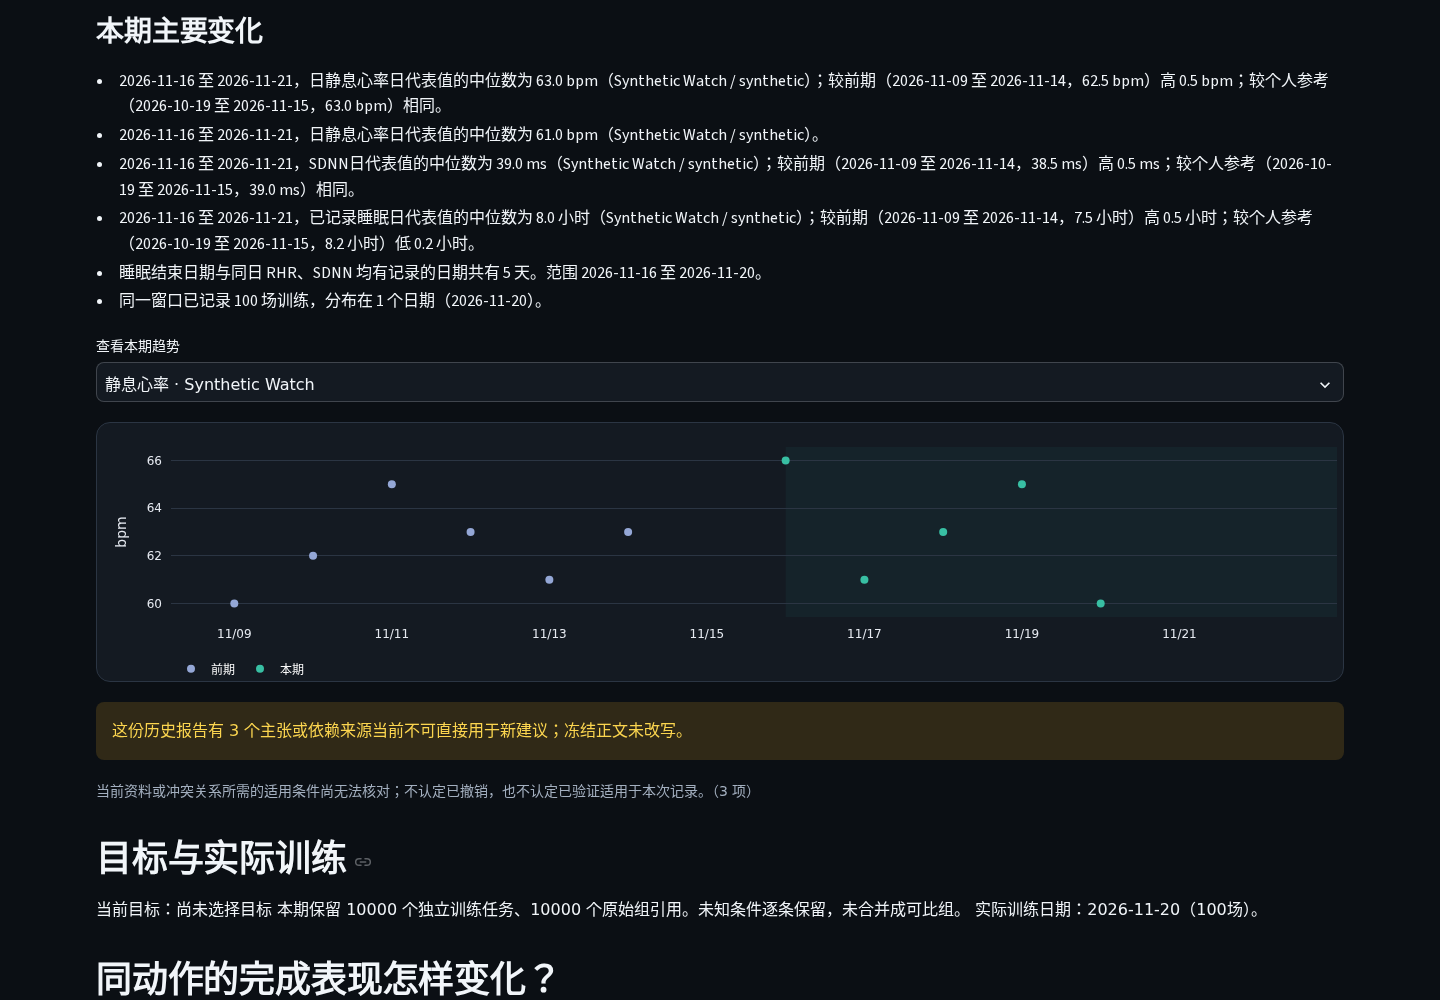 本期主要变化
2026-11-16 至 2026-11-21，日静息心率日代表值的中位数为 63.0 bpm（Synthetic Watch / synthetic）；较前期（2026-11-09 至 2026-11-14，62.5 bpm）高 0.5 bpm；较个人参考
（2026-10-19 至 2026-11-15，63.0 bpm）相同。
2026-11-16 至 2026-11-21，日静息心率日代表值的中位数为 61.0 bpm（Synthetic Watch / synthetic）。
2026-11-16 至 2026-11-21，SDNN日代表值的中位数为 39.0 ms（Synthetic Watch / synthetic）；较前期（2026-11-09 至 2026-11-14，38.5 ms）高 0.5 ms；较个人参考（2026-10-
19 至 2026-11-15，39.0 ms）相同。
2026-11-16 至 2026-11-21，已记录睡眠日代表值的中位数为 8.0 小时（Synthetic Watch / synthetic）；较前期（2026-11-09 至 2026-11-14，7.5 小时）高 0.5 小时；较个人参考
（2026-10-19 至 2026-11-15，8.2 小时）低 0.2 小时。
睡眠结束日期与同日 RHR、SDNN 均有记录的日期共有 5 天。范围 2026-11-16 至 2026-11-20。
同一窗口已记录 100 场训练，分布在 1 个日期（2026-11-20）。
查看本期趋势
静息心率 · Synthetic Watch
66
64
62
60
bpm
11/09 11/11 11/13 11/15 11/17 11/19 11/21
前期 本期
这份历史报告有 3 个主张或依赖来源当前不可直接用于新建议；冻结正文未改写。
当前资料或冲突关系所需的适用条件尚无法核对；不认定已撤销，也不认定已验证适用于本次记录。（3 项）
目标与实际训练
当前目标：尚未选择目标 本期保留 10000 个独立训练任务、10000 个原始组引用。未知条件逐条保留，未合并成可比组。 实际训练日期：2026-11-20（100场）。
同动作的完成表现怎样变化？